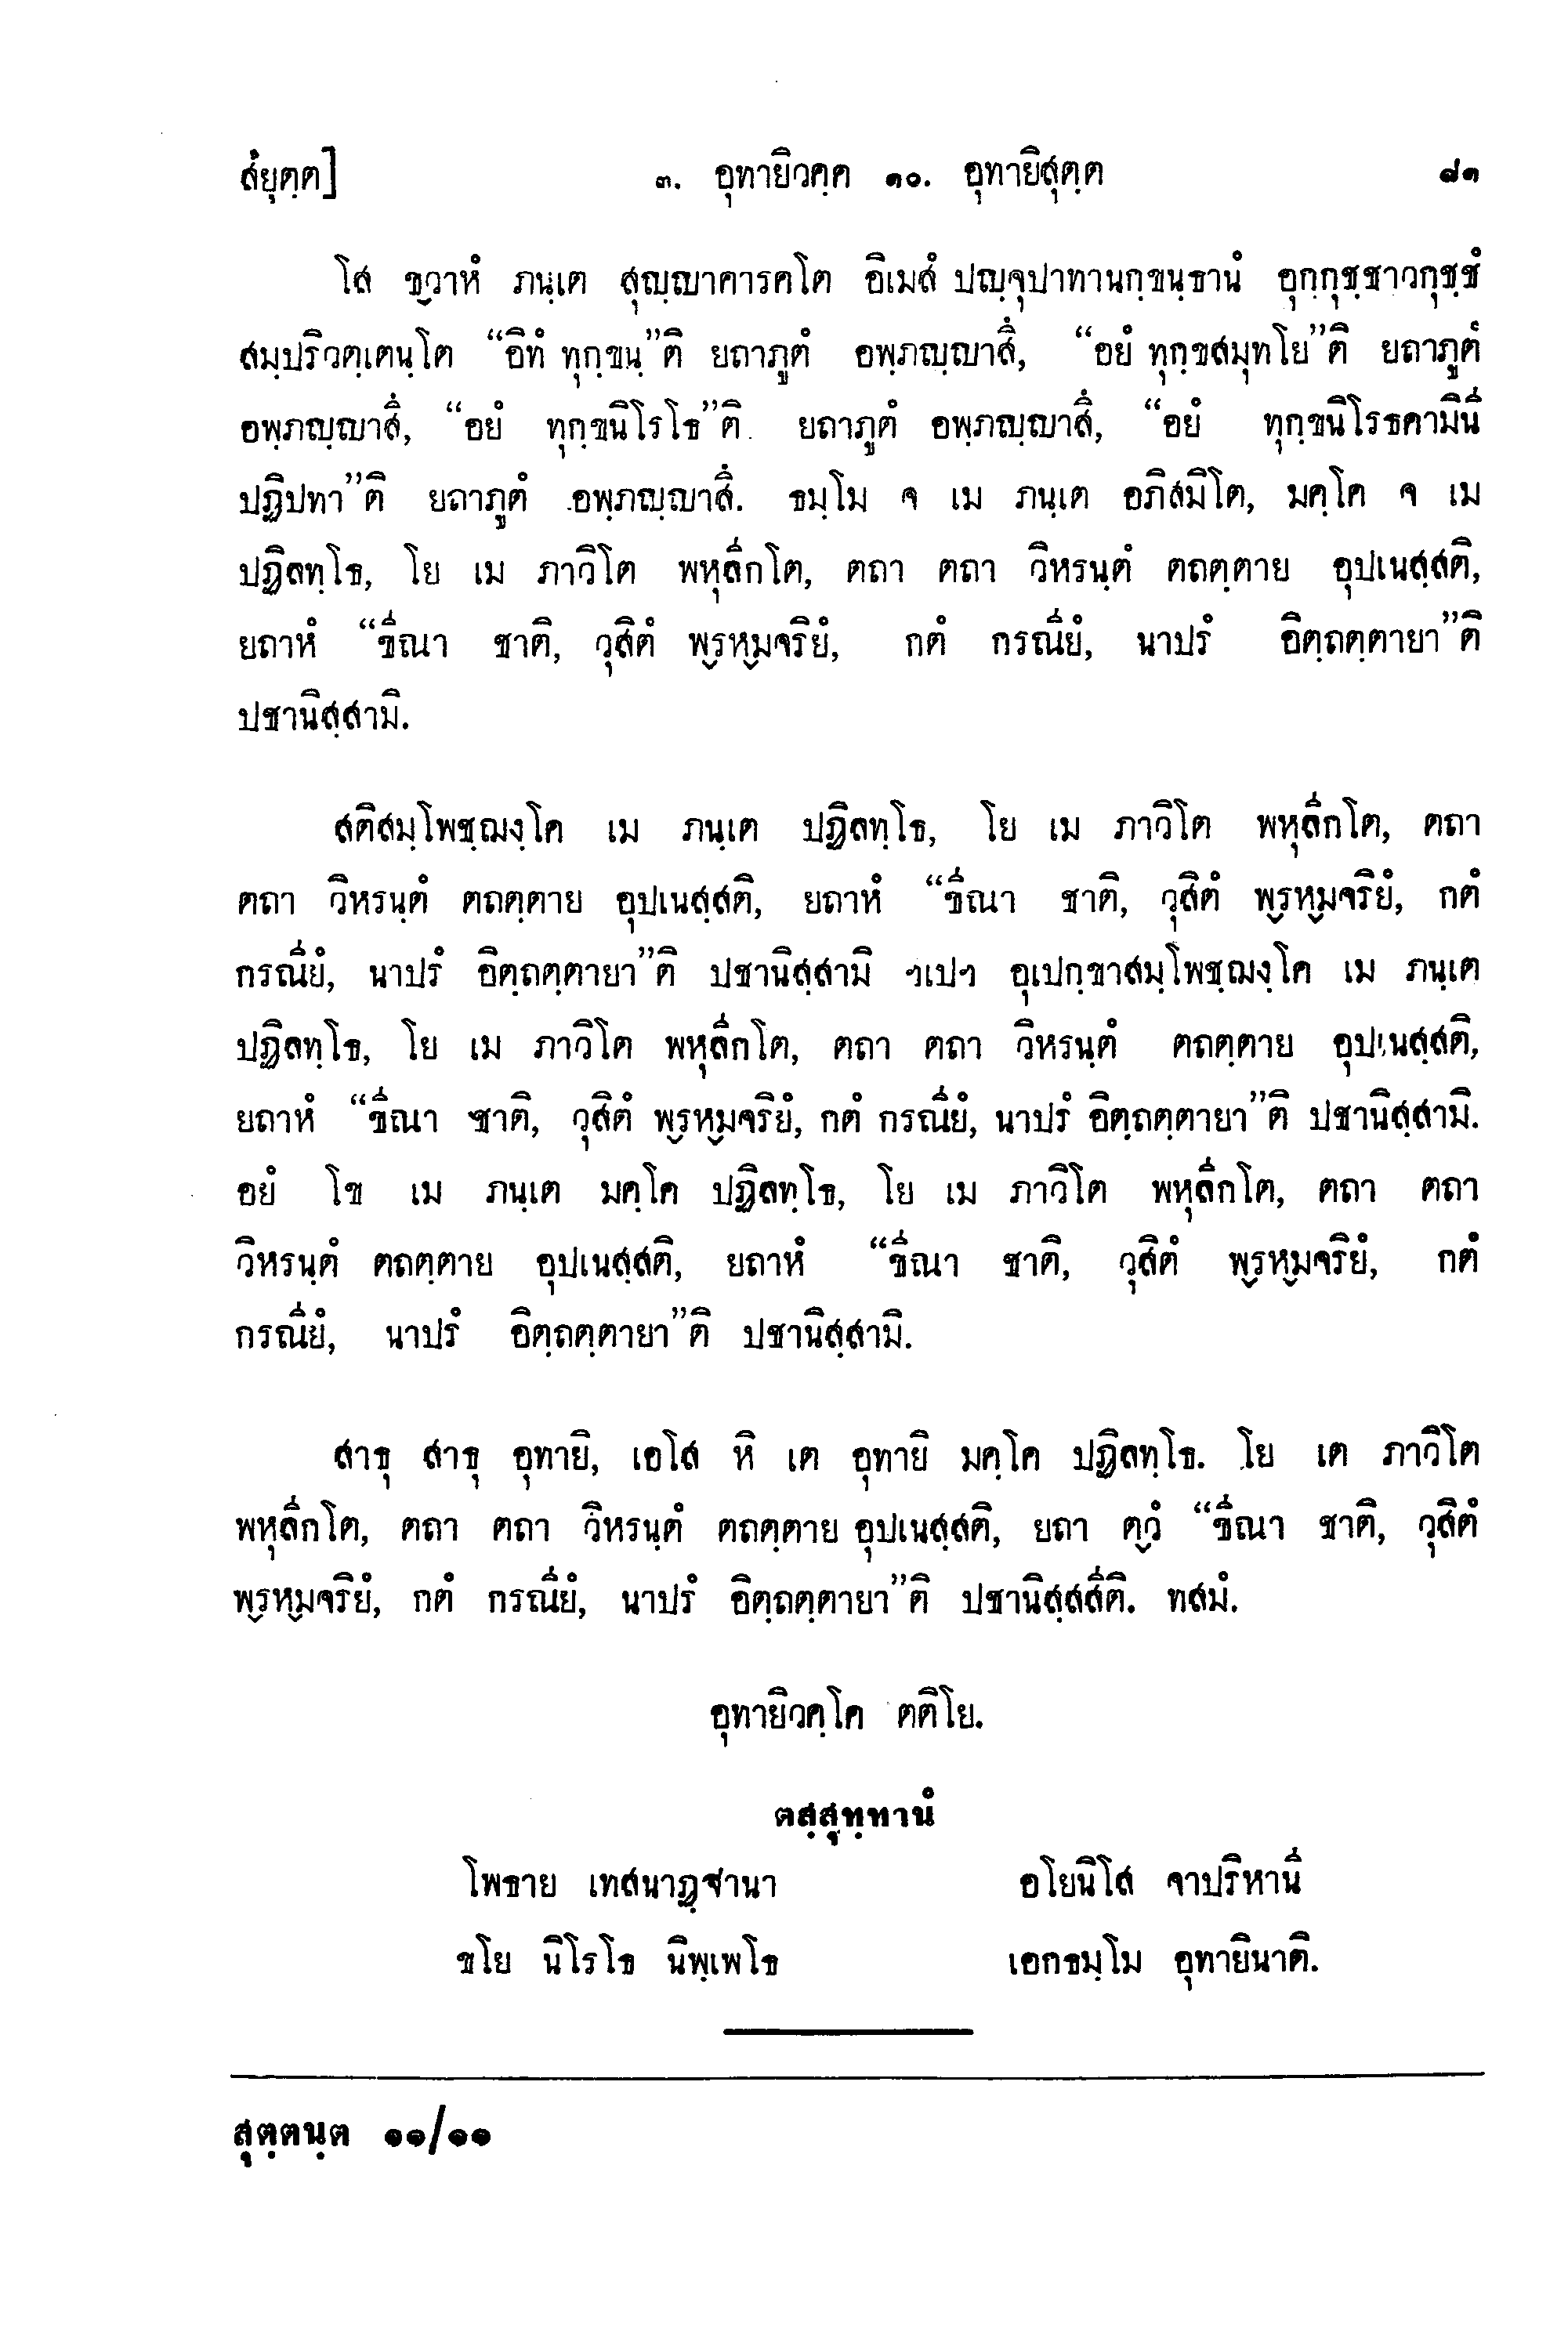 สํยุตฺต]
๓. อุทายิวคฺค ๑๐. อุทายิสุตฺต
๘๑
โส ขฺวาหํ ภนฺเต สุญฺญาคารคโต อิเมสํ ปญฺจุปาทานกฺขนฺธานํ อุกฺกุชฺชาวกุชฺชํ
สมฺปริวตฺเตนฺโต “อิทํ ทุกฺขนฺ”ติ ยถาภูตํ อพฺภญฺญาสึ, “อยํ ทุกฺขสมุทโย”ติ ยถาภูตํ
อพฺภญฺญาสึ, “อยํ ทุกฺขนิโรโธ”ติ ยถาภูตํ อพฺภญฺญาสึ, “อยํ ทุกฺขนิโรธคามินี
ปฏิปทา”ติ ยถาภูตํ อพฺภญฺญาสึ. ธมฺโม จ เม ภนฺเต อภิสมิโต, มคฺโค จ เม
ปฏิลทฺโธ, โย เม ภาวิโต พหุลีกโต, ตถา ตถา วิหรนฺตํ ตถตฺตาย อุปเนสฺสติ,
ยถาหํ “ขีณา ชาติ, วุสิตํ พฺรหฺมจริยํ, กตํ กรณียํ, นาปรํ อิตฺถตฺตายา”ติ
ปชานิสฺสามิ.
สติสมฺโพชฺฌงฺโค เม ภนฺเต ปฏิลทฺโธ, โย เม ภาวิโต พหุลีกโต, ตถา
ตถา วิหรนฺตํ ตถตฺตาย อุปเนสฺสติ, ยถาหํ “ขีณา ชาติ, วุสิตํ พฺรหฺมจริยํ, กตํ
กรณียํ, นาปรํ อิตฺถตฺตายา”ติ ปชานิสฺสามิ ฯเปฯ อุเปกฺขาสมฺโพชฺฌงฺโค เม ภนฺเต
ปฏิลทฺโธ, โย เม ภาวิโต พหุลีกโต, ตถา ตถา วิหรนฺตํ ตถตฺตาย อุปเนสฺสติ,
ยถาหํ “ขีณา ชาติ, วุสิตํ พฺรหฺมจริยํ, กตํ กรณียํ, นาปรํ อิตฺถตฺตายา”ติ ปชานิสฺสามิ.
อยํ โข เม ภนฺเต มคฺโค ปฏิลทฺโธ, โย เม ภาวิโต พหุลีกโต, ตถา ตถา
วิหรนฺตํ ตถตฺตาย อุปเนสฺสติ, ยถาหํ “ขีณา ชาติ, วุสิตํ พฺรหฺมจริยํ, กตํ
กรณียํ, นาปรํ อิตฺถตฺตายา”ติ ปชานิสฺสามิ.
สาธุ สาธุ อุทายิ, เอโส หิ เต อุทายิ มคฺโค ปฏิลทฺโธ. โย เต ภาวิโต
พหุลีกโต, ตถา ตถา วิหรนฺตํ ตถตฺตาย อุปเนสฺสติ, ยถา ตฺวํ “ขีณา ชาติ, วุสิตํ
พฺรหฺมจริยํ, กตํ กรณียํ, นาปรํ อิตฺถตฺตายา”ติ ปชานิสฺสสีติ. ทสมํ.
อุทายิวคฺโค ตติโย.
ตสฺสุทฺทานํ
โพธาย เทสนาฏฺฐานา อโยนิโส จาปริหานี
ขโย นิโรโธ นิพฺเพโธ เอกธมฺโม อุทายินาติ.
สุตฺตนฺต ๑๑/๑๑